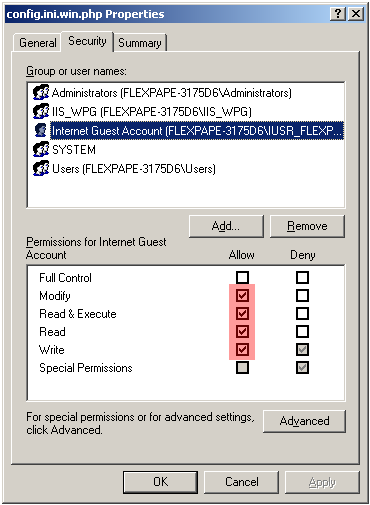 config.ini.win.php Properties
General Security Summary
Group or user names:
Administrators (FLEXPAPE-3175D6\Administrators)
IIS_WPG (FLEXPAPE-3175D6\IIS_WPG)
Internet Guest Account (FLEXPAPE-3175D6\IUSR_FLEXP...
SYSTEM
Users (FLEXPAPE-3175D6\Users)
Add... Remove
Permissions for Internet Guest
Account Allow Deny
Full Control
Modify
Read & Execute
Read
Write
Special Permissions
For special permissions or for advanced settings,
click Advanced.
Advanced
OK Cancel Apply